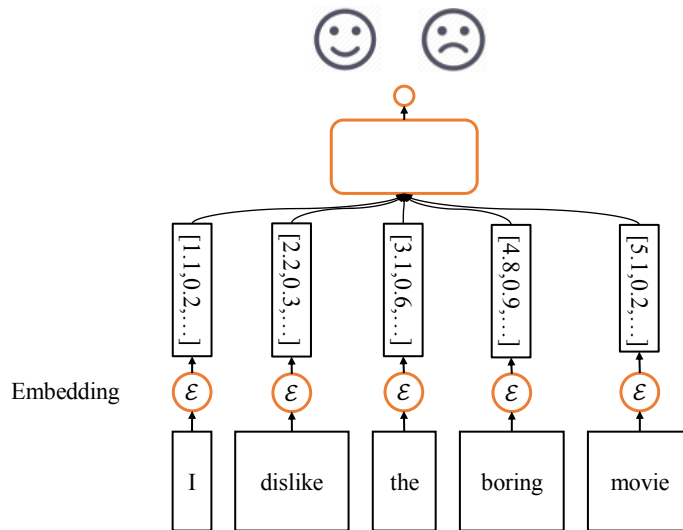 [1.1,0.2,…]
[2.2,0.3,…]
[3.1,0.6,…]
[4.8,0.9,…]
[5.1,0.2,…]
Embedding ℰ ℰ ℰ ℰ ℰ
I dislike the boring movie